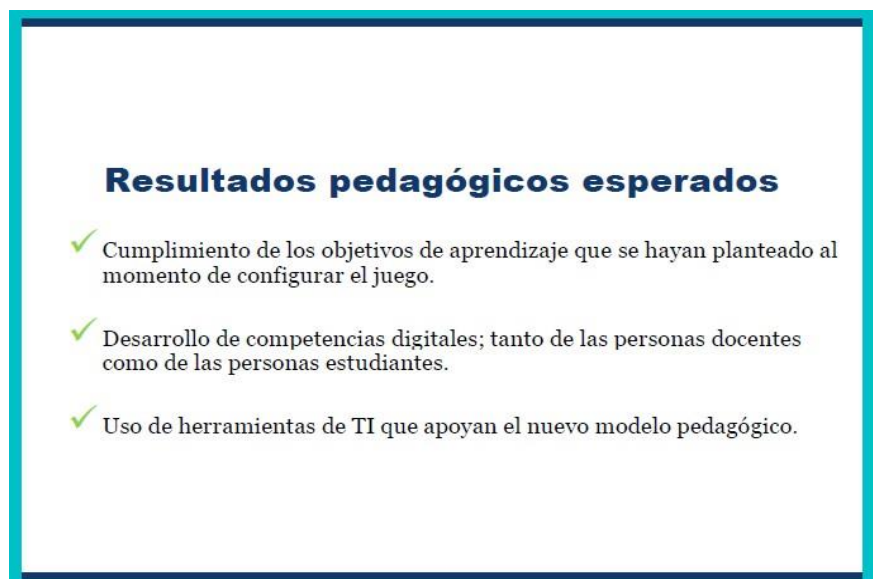 Resultados pedagógicos esperados
Cumplimiento de los objetivos de aprendizaje que se hayan planteado al
momento de configurar el juego.
Desarrollo de competencias digitales; tanto de las personas docentes
como de las personas estudiantes.
Uso de herramientas de TI que apoyan el nuevo modelo pedagógico.